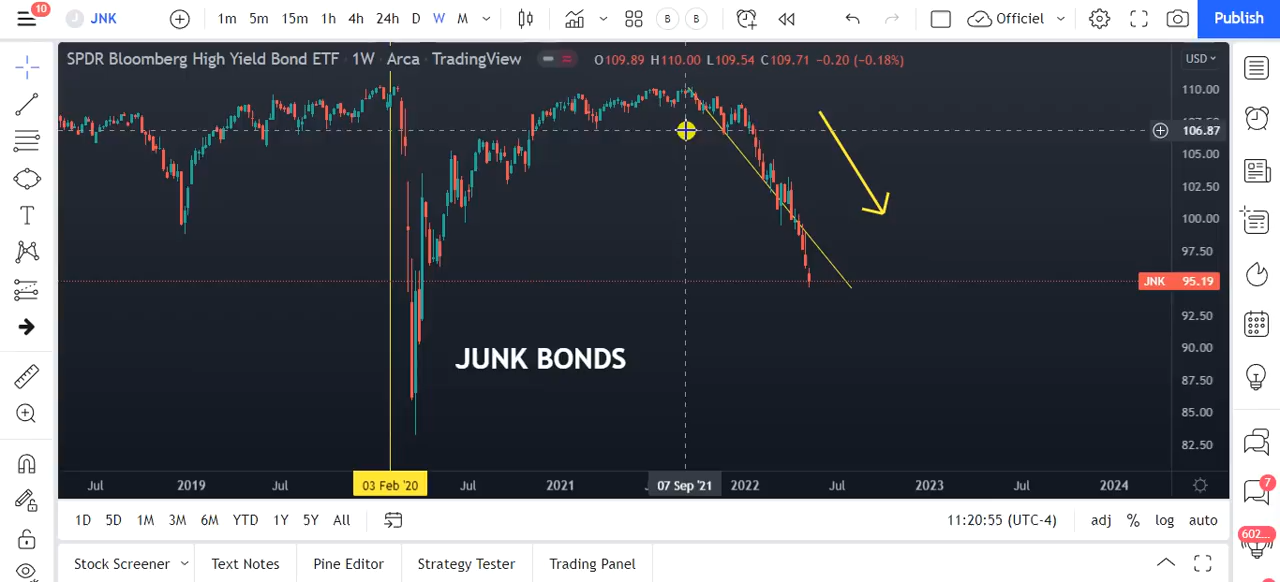 10
JNK
1m 5m 15m 1h 4h 24h D W M
B B
Officiel
Publish
SPDR Bloomberg High Yield Bond ETF · 1W · Arca · TradingView
O109.89 H110.00 L109.54 C109.71 −0.20 (−0.18%)
USD
110.00
106.87
105.00
102.50
100.00
97.50
JNK 95.19
92.50
90.00
87.50
85.00
82.50
JUNK BONDS
Jul 2019 Jul 03 Feb '20 Jul 2021 07 Sep '21 2022 Jul 2023 Jul 2024
1D 5D 1M 3M 6M YTD 1Y 5Y All
11:20:55 (UTC-4) adj % log auto
7
602...
Stock Screener Text Notes Pine Editor Strategy Tester Trading Panel